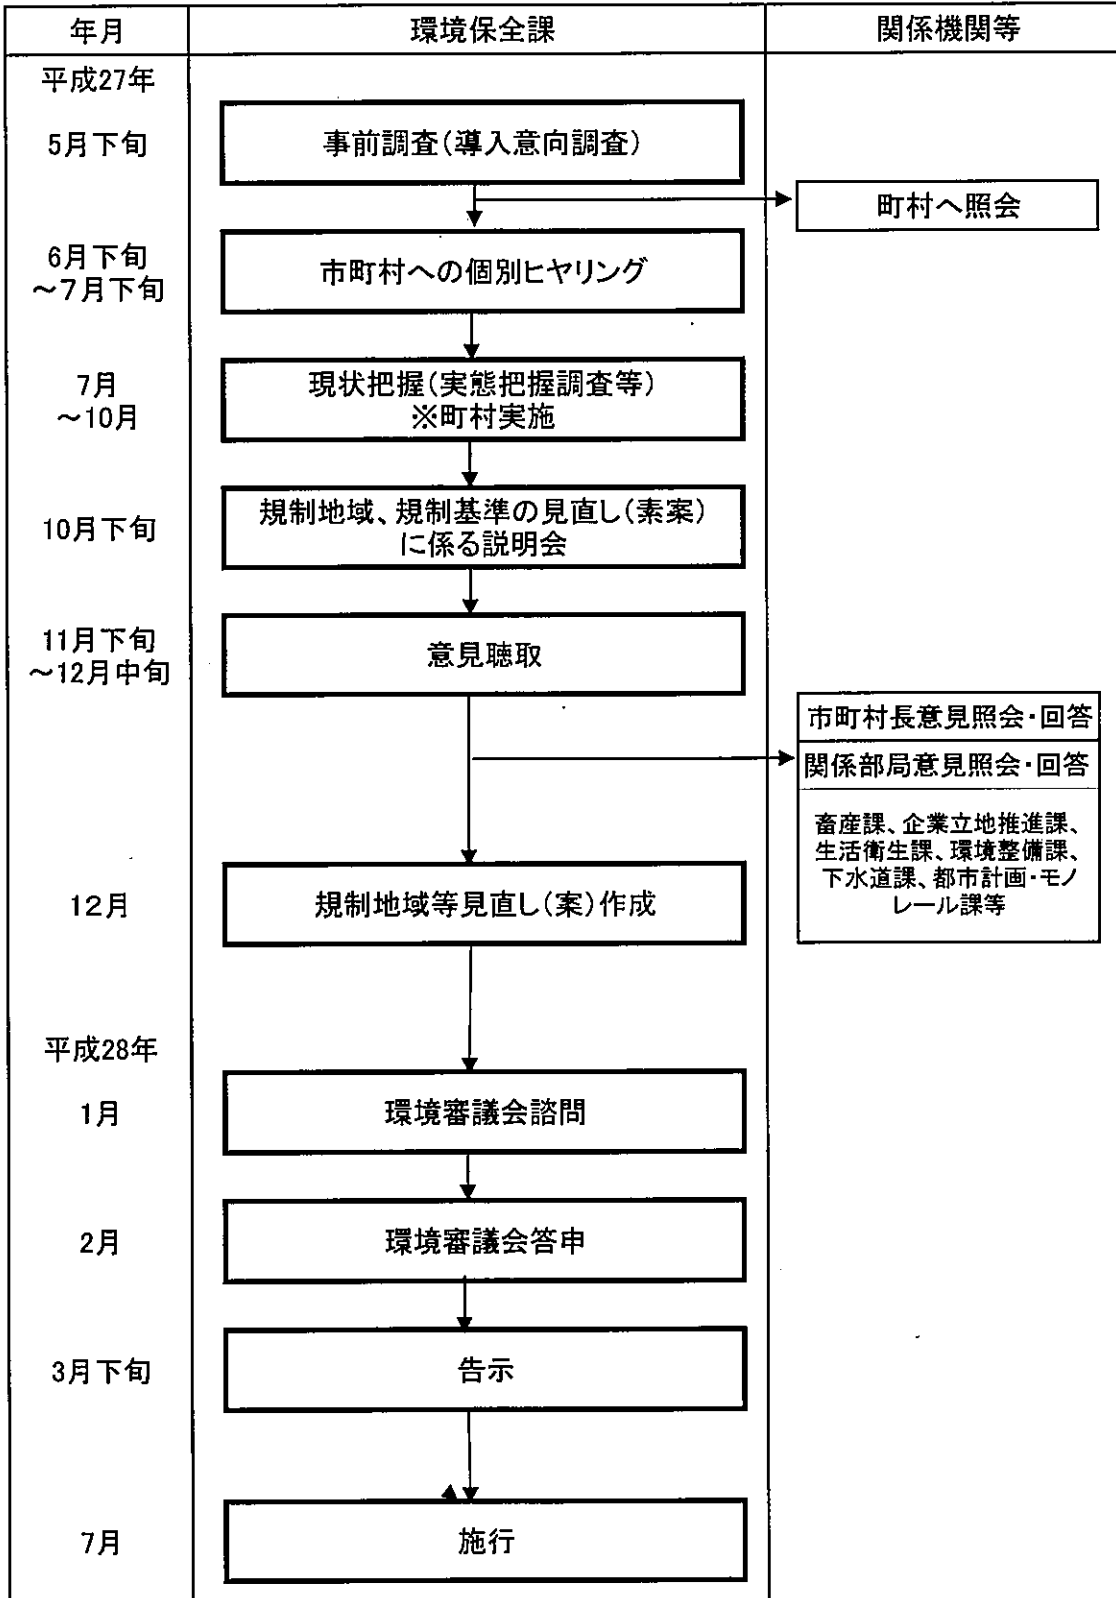 年月
環境保全課
関係機関等
平成27年
5月下旬
事前調査(導入意向調査)
町村へ照会
6月下旬
～7月下旬
市町村への個別ヒヤリング
7月
～10月
現状把握(実態把握調査等)
※町村実施
10月下旬
規制地域、規制基準の見直し(素案)
に係る説明会
11月下旬
～12月中旬
意見聴取
市町村長意見照会・回答
関係部局意見照会・回答
畜産課、企業立地推進課、
生活衛生課、環境整備課、
下水道課、都市計画・モノ
レール課等
12月
規制地域等見直し(案)作成
平成28年
1月
環境審議会諮問
2月
環境審議会答申
3月下旬
告示
7月
施行